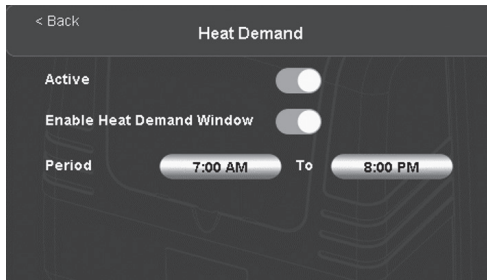 < Back
Heat Demand
Active
Enable Heat Demand Window
Period 7:00 AM To 8:00 PM